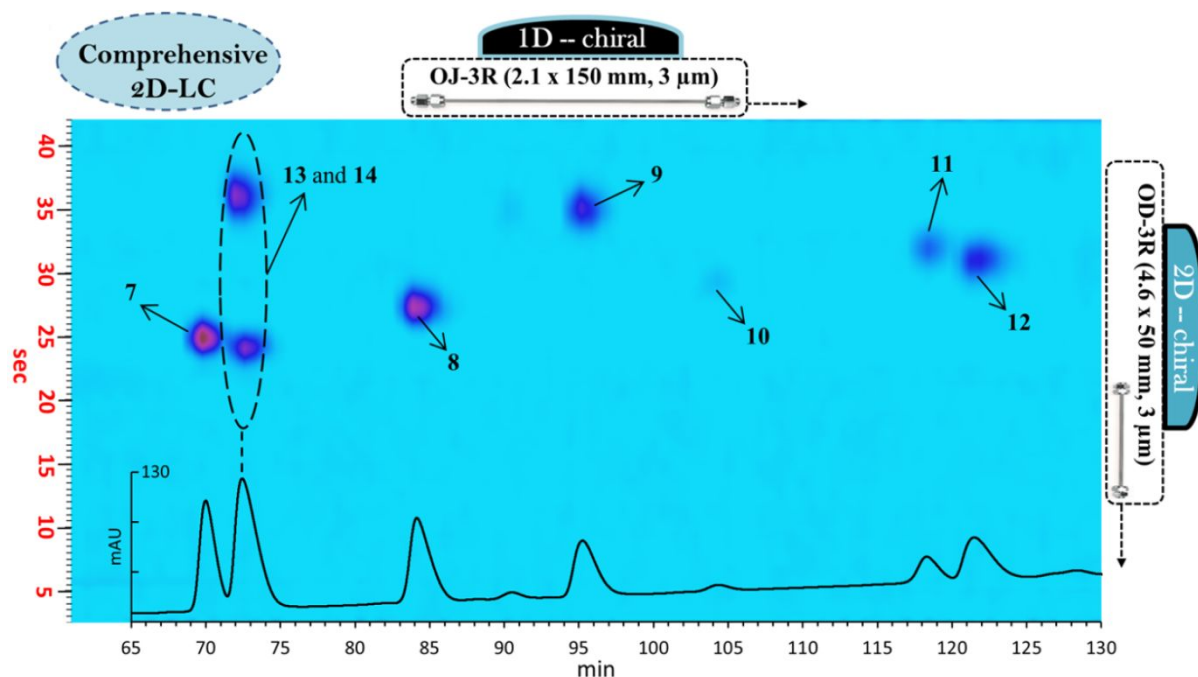 Comprehensive
2D-LC
1D -- chiral
OJ-3R (2.1 x 150 mm, 3 µm)
40
35
30
25
20
15
10
5
sec
13 and 14
7
8
9
10
11
12
130
mAU
65 70 75 80 85 90 95 100 105 110 115 120 125 130
min
OD-3R (4.6 x 50 mm, 3 µm)
2D -- chiral